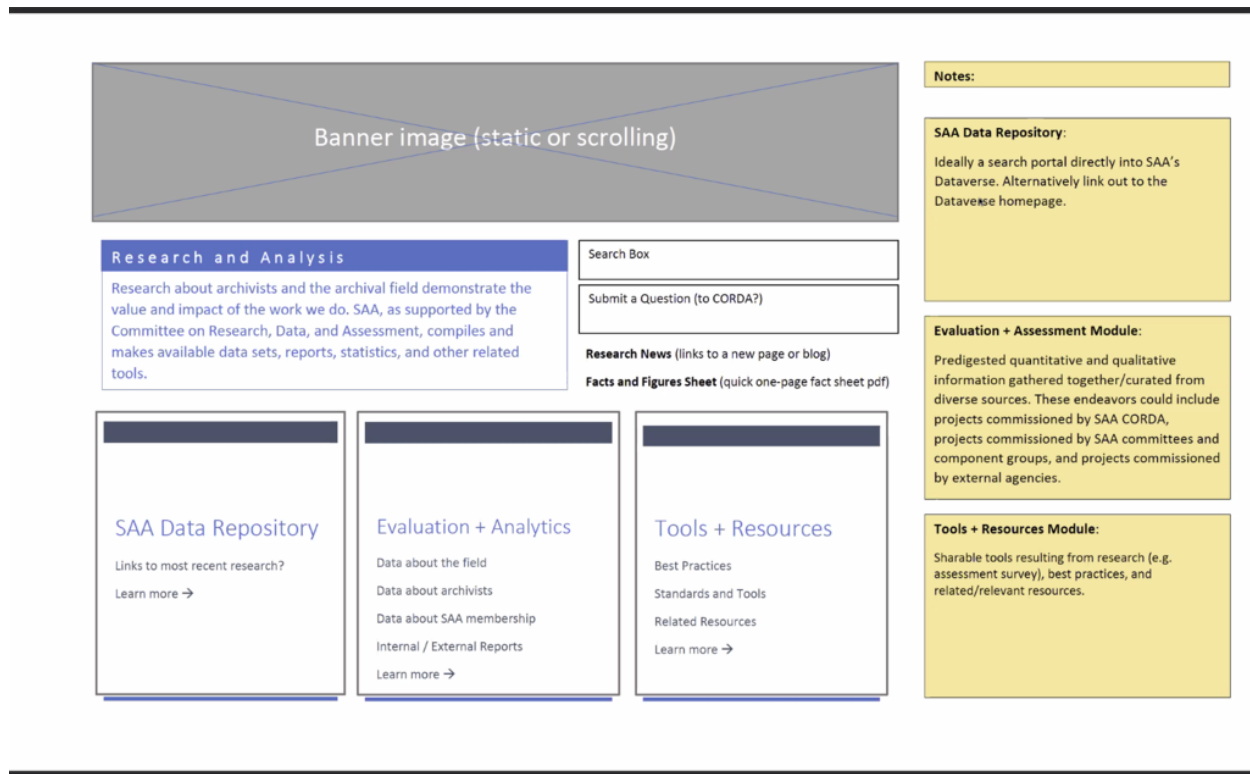 Banner image (static or scrolling)
Research and Analysis
Research about archivists and the archival field demonstrate the
value and impact of the work we do. SAA, as supported by the
Committee on Research, Data, and Assessment, compiles and
makes available data sets, reports, statistics, and other related
tools.
Search Box
Submit a Question (to CORDA?)
Research News (links to a new page or blog)
Facts and Figures Sheet (quick one-page fact sheet pdf)
SAA Data Repository
Links to most recent research?
Learn more →
Evaluation + Analytics
Data about the field
Data about archivists
Data about SAA membership
Internal / External Reports
Learn more →
Tools + Resources
Best Practices
Standards and Tools
Related Resources
Learn more →
Notes:
SAA Data Repository:
Ideally a search portal directly into SAA's
Dataverse. Alternatively link out to the
Dataverse homepage.
Evaluation + Assessment Module:
Predigested quantitative and qualitative
information gathered together/curated from
diverse sources. These endeavors could include
projects commissioned by SAA CORDA,
projects commissioned by SAA committees and
component groups, and projects commissioned
by external agencies.
Tools + Resources Module:
Sharable tools resulting from research (e.g.
assessment survey), best practices, and
related/relevant resources.